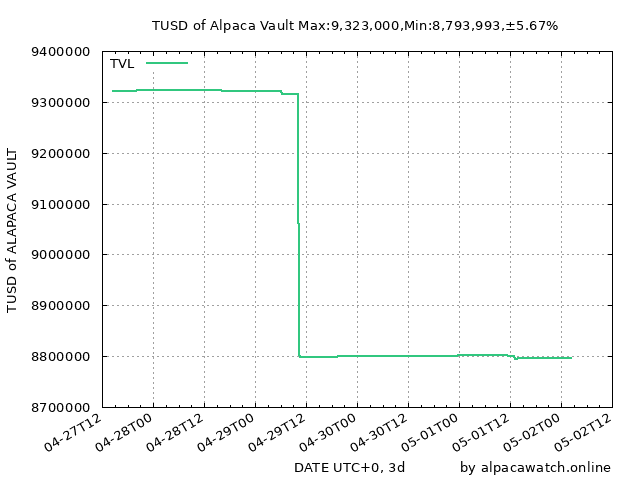 TUSD of Alpaca Vault Max:9,323,000,Min:8,793,993,±5.67%
TVL
9400000
9300000
9200000
9100000
9000000
8900000
8800000
8700000
TUSD of ALAPACA VAULT
04-27T12
04-28T00
04-28T12
04-29T00
04-29T12
04-30T00
04-30T12
05-01T00
05-01T12
05-02T00
05-02T12
DATE UTC+0, 3d
by alpacawatch.online